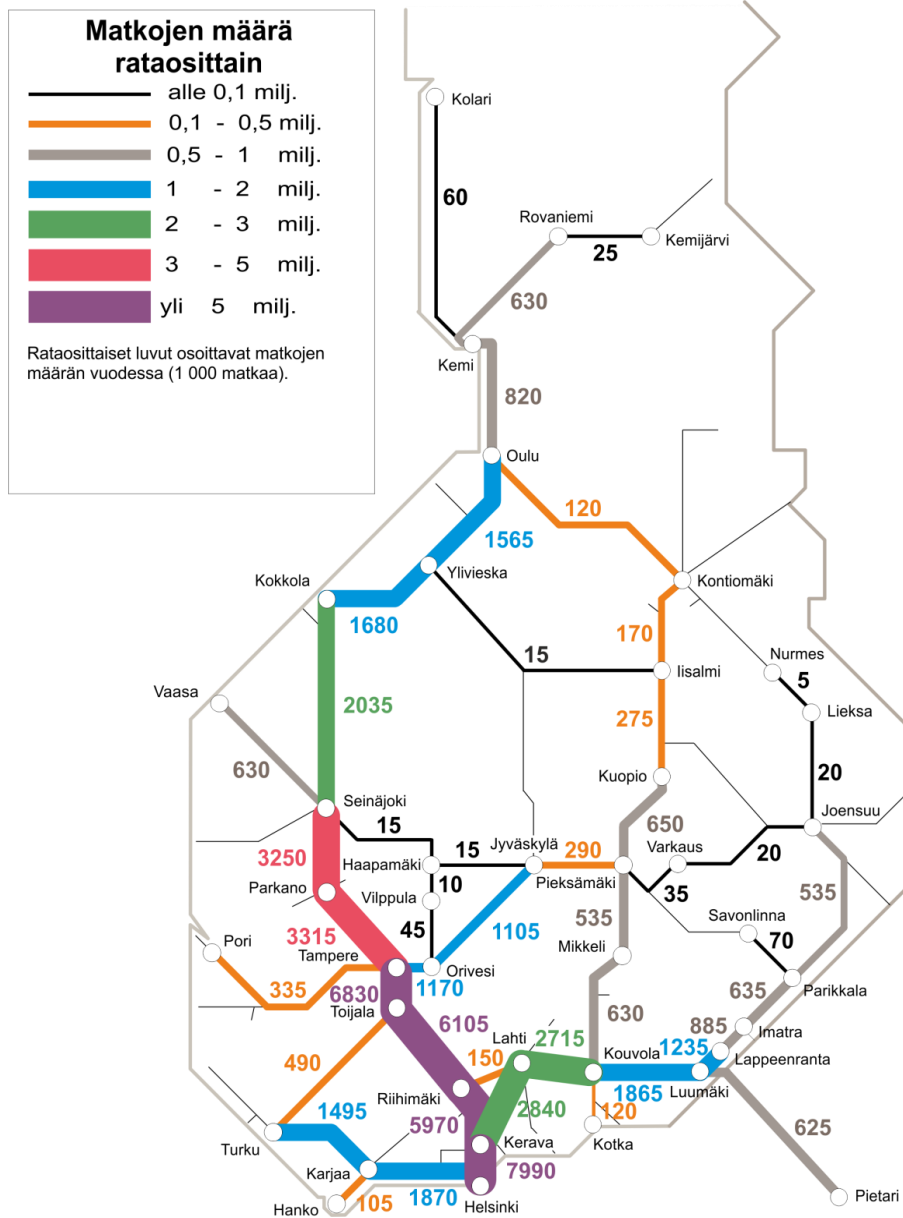 Matkojen määrä
rataosittain
alle 0,1 milj.
0,1 - 0,5 milj.
0,5 - 1 milj.
1 - 2 milj.
2 - 3 milj.
3 - 5 milj.
yli 5 milj.
Rataosittaiset luvut osoittavat matkojen
määrän vuodessa (1 000 matkaa).
Kolari
60
Rovaniemi
25
Kemijärvi
630
Kemi
820
Oulu
120
1565
Ylivieska
Kokkola
1680
Kontiomäki
170
15
Iisalmi
Nurmes
5
Lieksa
Vaasa
2035
275
630
Kuopio
20
Seinäjoki
Joensuu
15
650
3250
Jyväskylä
Varkaus
Haapamäki
15
290
20
Parkano
10
Pieksämäki
35
535
Vilppula
3315
45
1105
535
Savonlinna
Pori
Tampere
Mikkeli
70
335
1170
Orivesi
635
Parikkala
6830
Toijala
6105
630
885
Imatra
490
Lahti
2715
Kouvola
1235
Lappeenranta
150
1865
Luumäki
Riihimäki
2840
120
1495
5970
625
Turku
Kerava
Kotka
Karjaa
7990
Hanko
105
1870
Helsinki
Pietari